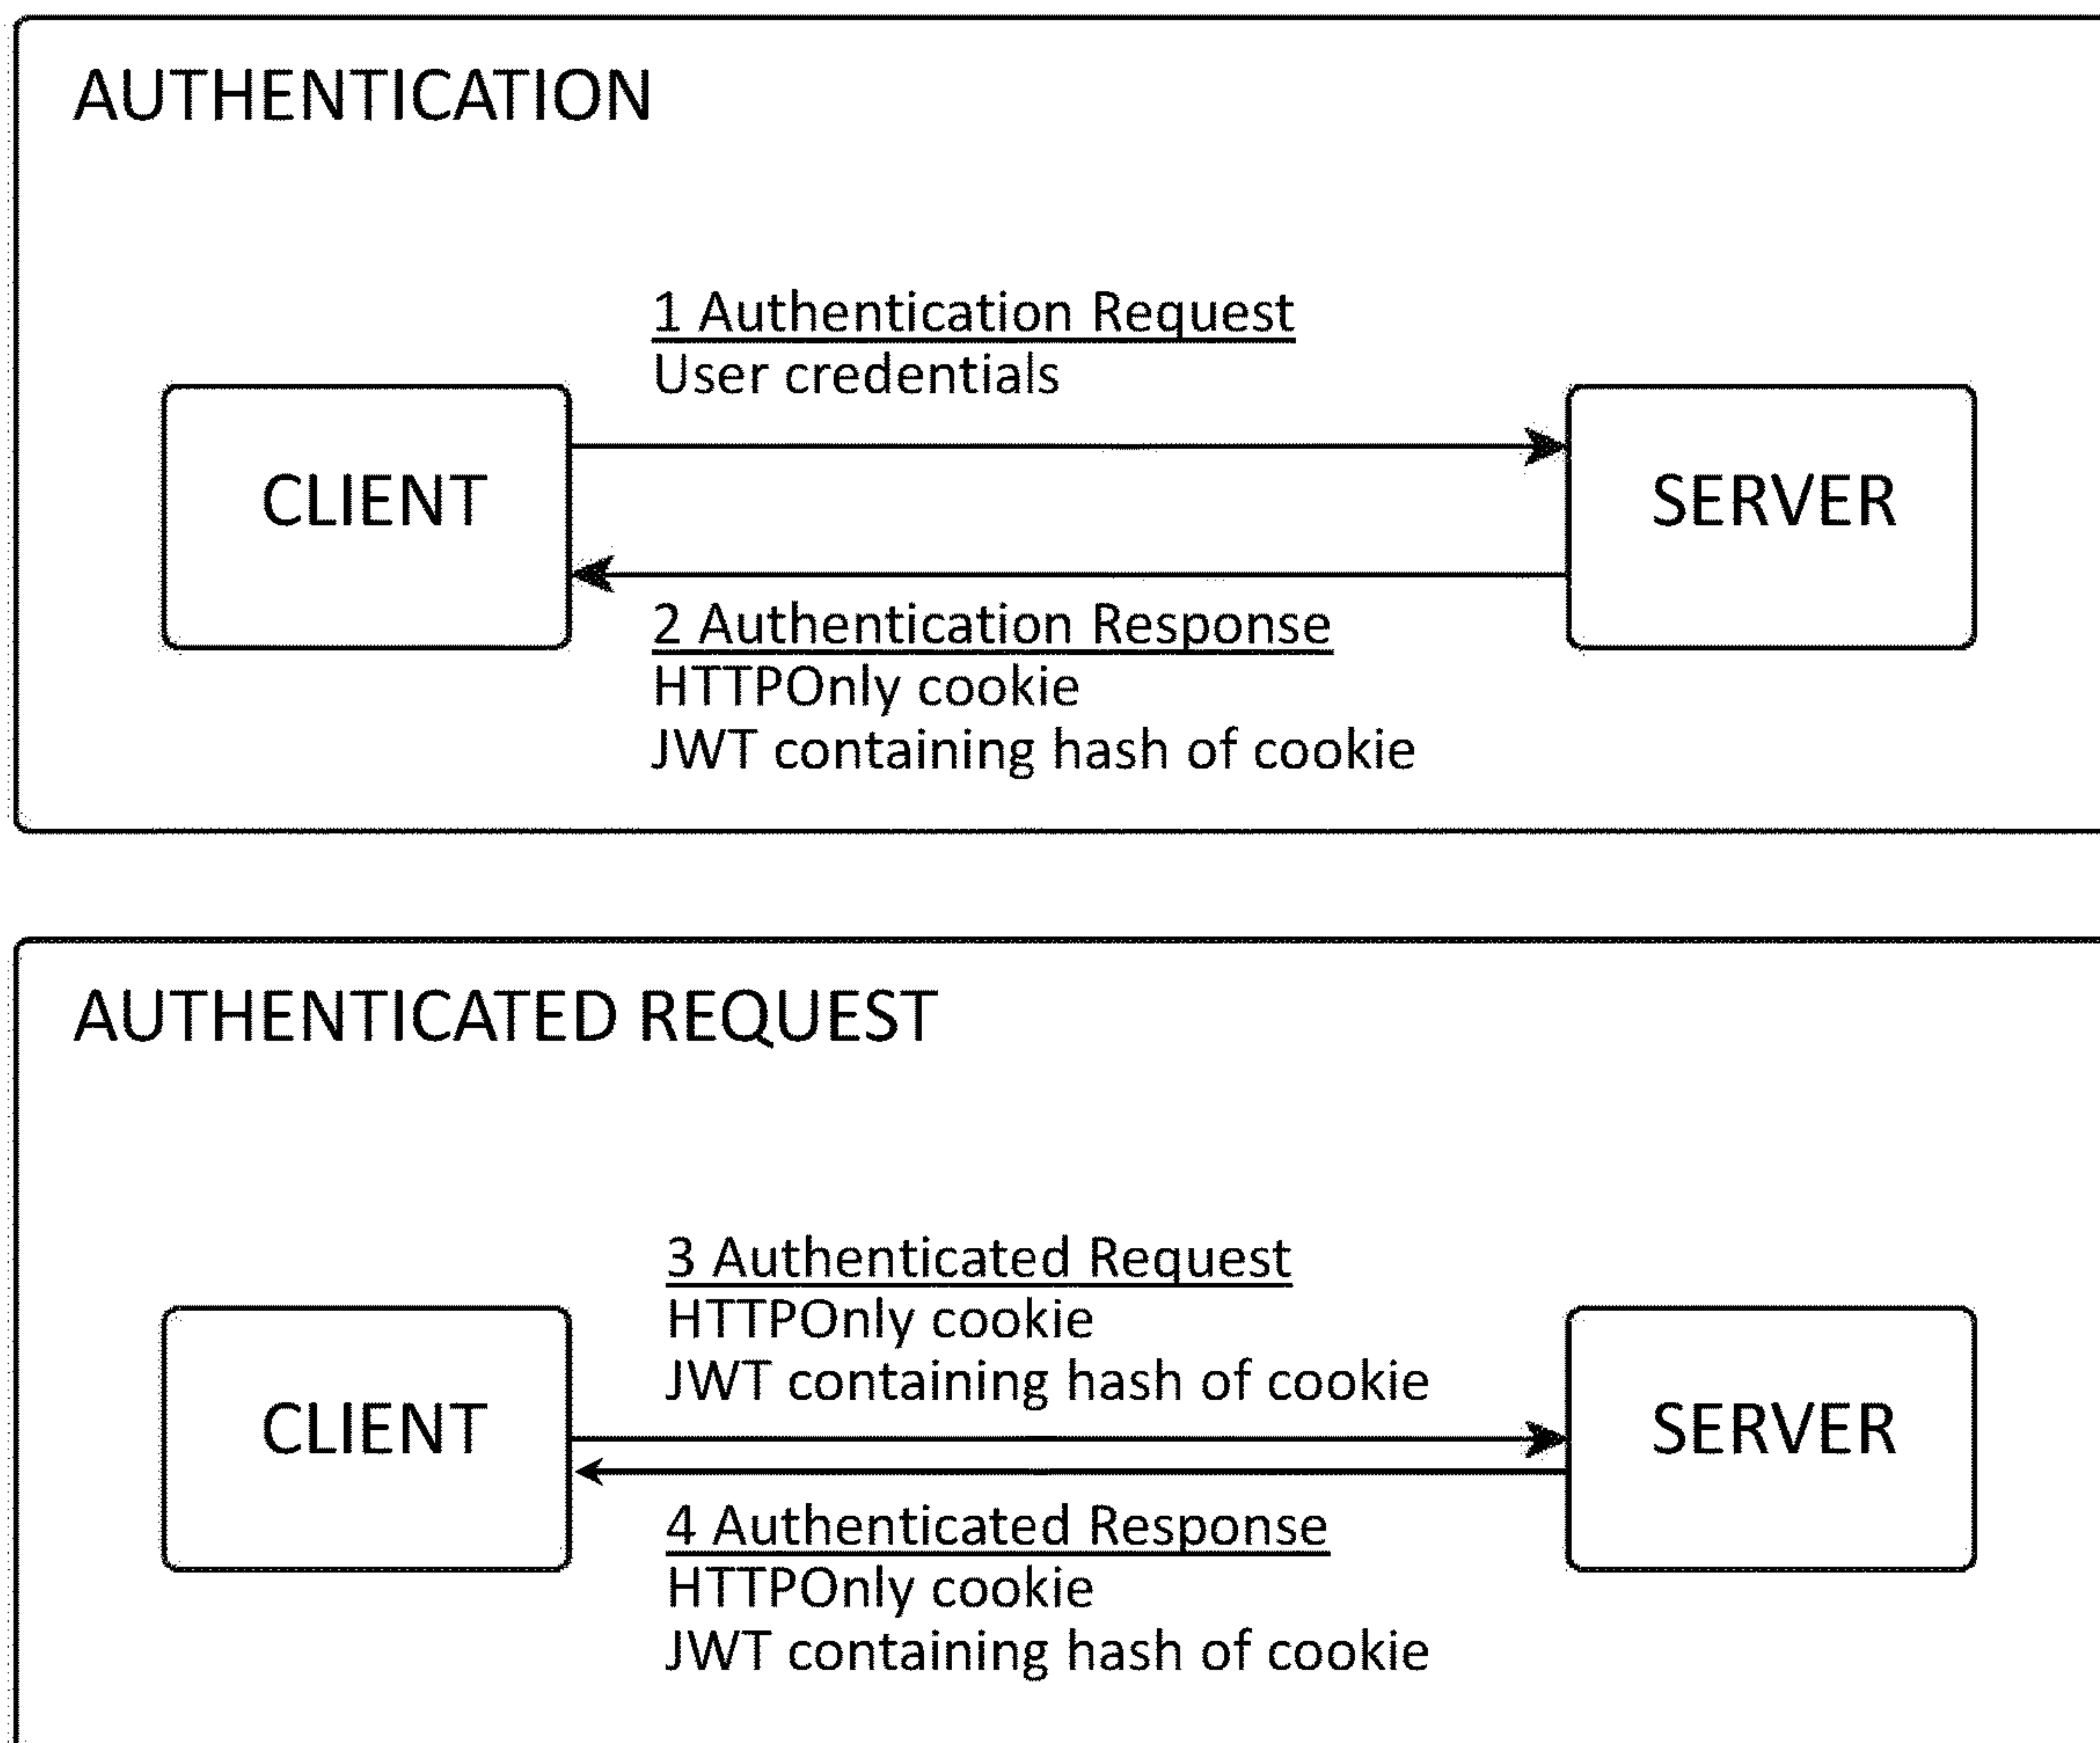 AUTHENTICATION
1 Authentication Request
User credentials
CLIENT
SERVER
2 Authentication Response
HTTPOnly cookie
JWT containing hash of cookie
AUTHENTICATED REQUEST
3 Authenticated Request
HTTPOnly cookie
JWT containing hash of cookie
CLIENT
SERVER
4 Authenticated Response
HTTPOnly cookie
JWT containing hash of cookie